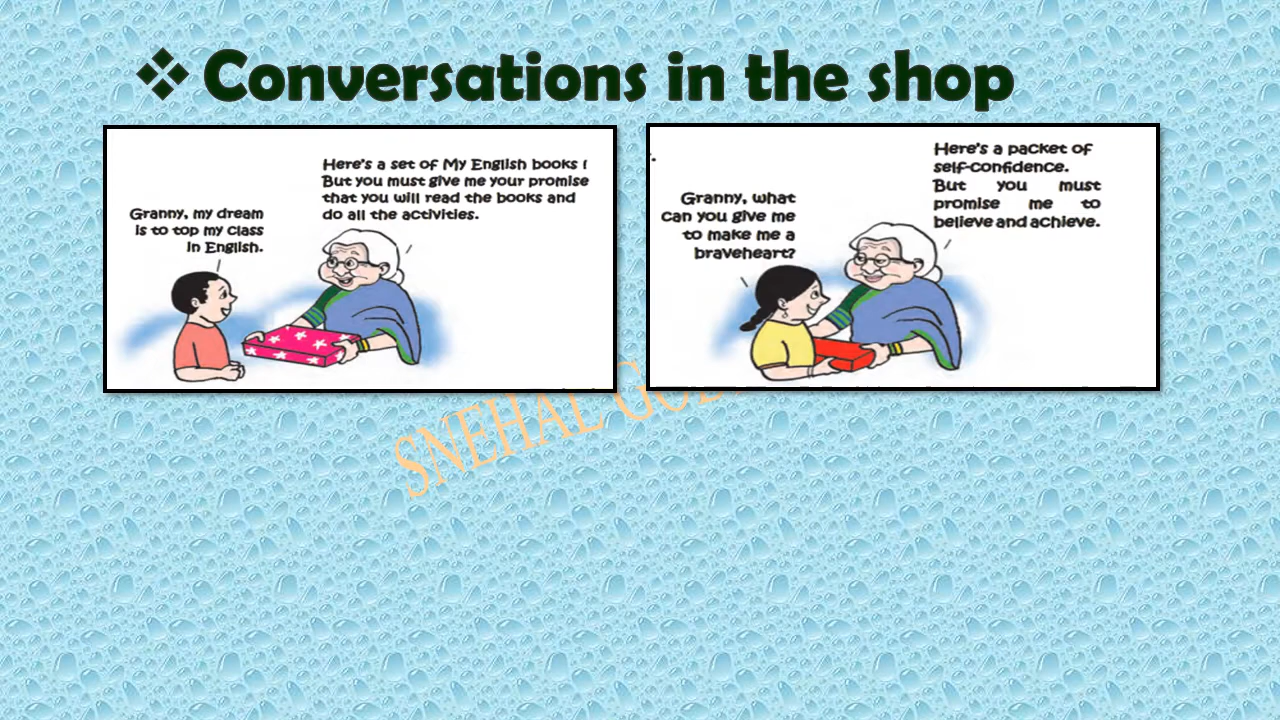 ❖Conversations in the shop
Granny, my dream
is to top my class
in English.
Here's a set of My English books !
But you must give me your promise
that you will read the books and
do all the activities.
Granny, what
can you give me
to make me a
braveheart?
Here's a packet of
self-confidence.
But you must
promise me to
believe and achieve.
SNEHAL